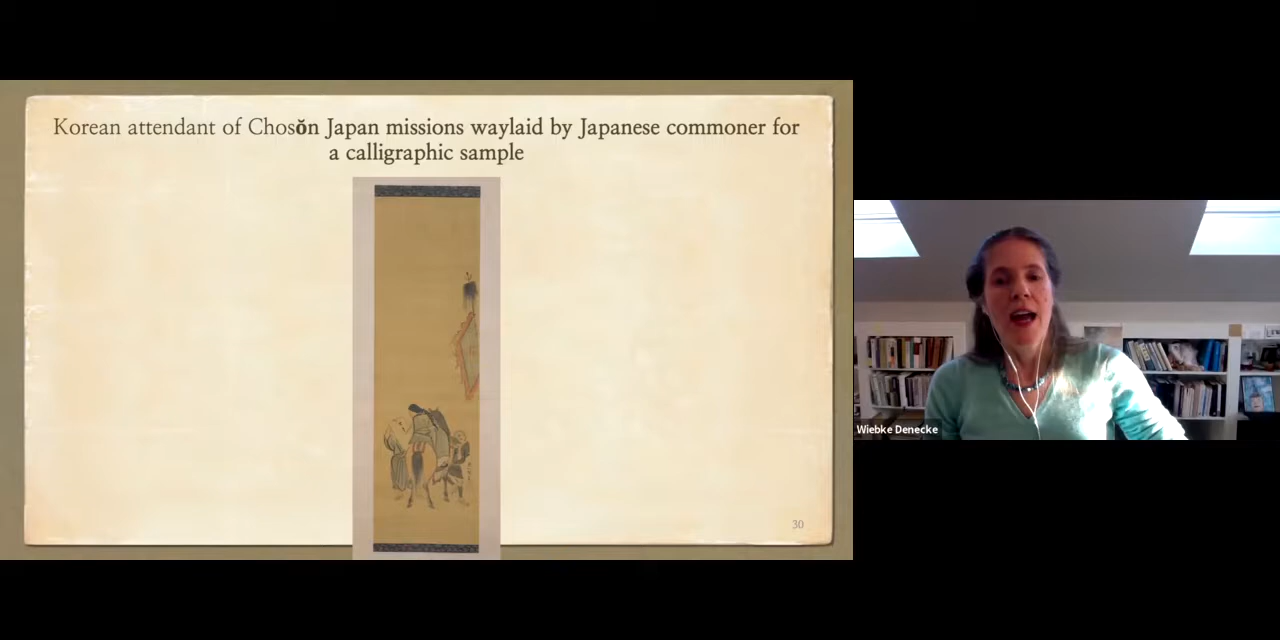 Korean attendant of Chosŏn Japan missions waylaid by Japanese commoner for
a calligraphic sample
30
Wiebke Denecke